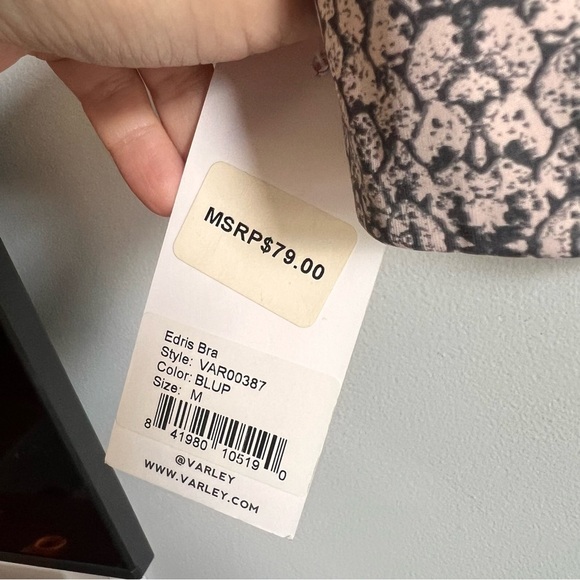 MSRP$79.00
Edris Bra
Style: VAR00387
Color: BLUP
Size: M
8 41980 10519 0
@VARLEY
WWW.VARLEY.COM